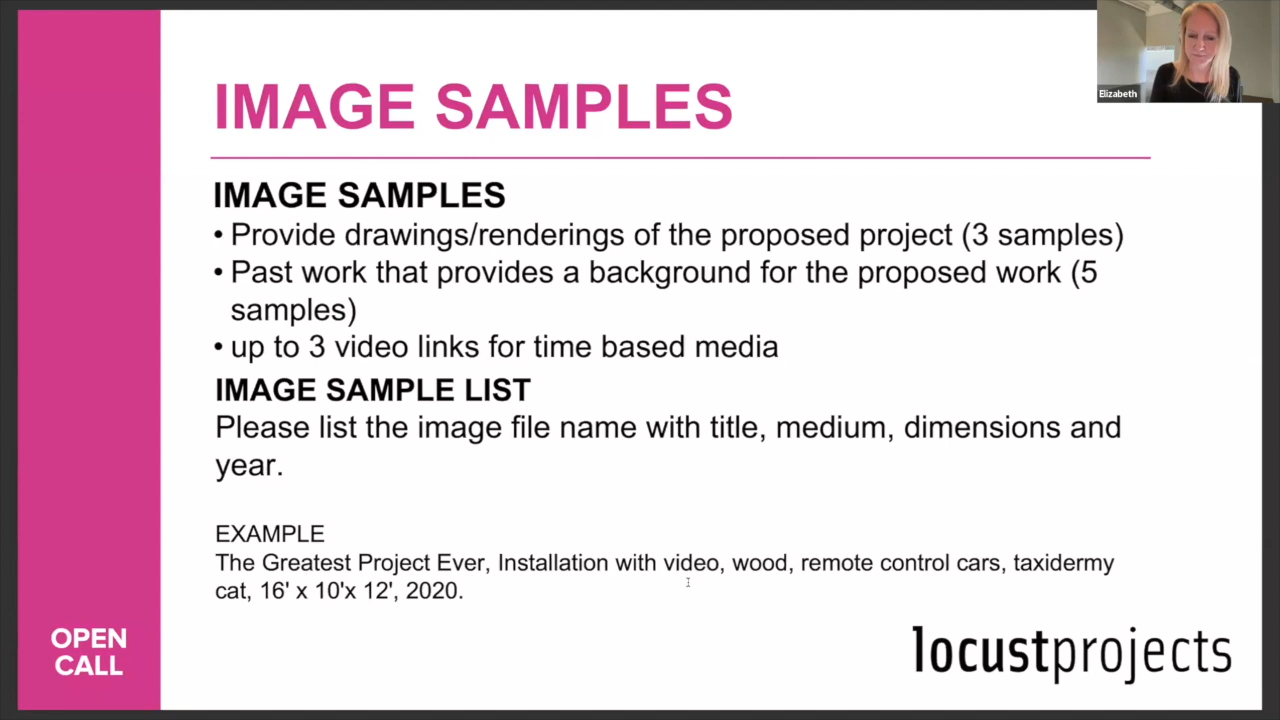 Elizabeth
IMAGE SAMPLES
IMAGE SAMPLES
• Provide drawings/renderings of the proposed project (3 samples)
• Past work that provides a background for the proposed work (5
samples)
• up to 3 video links for time based media
IMAGE SAMPLE LIST
Please list the image file name with title, medium, dimensions and
year.
EXAMPLE
The Greatest Project Ever, Installation with video, wood, remote control cars, taxidermy
cat, 16' x 10'x 12', 2020.
OPEN
CALL
locustprojects